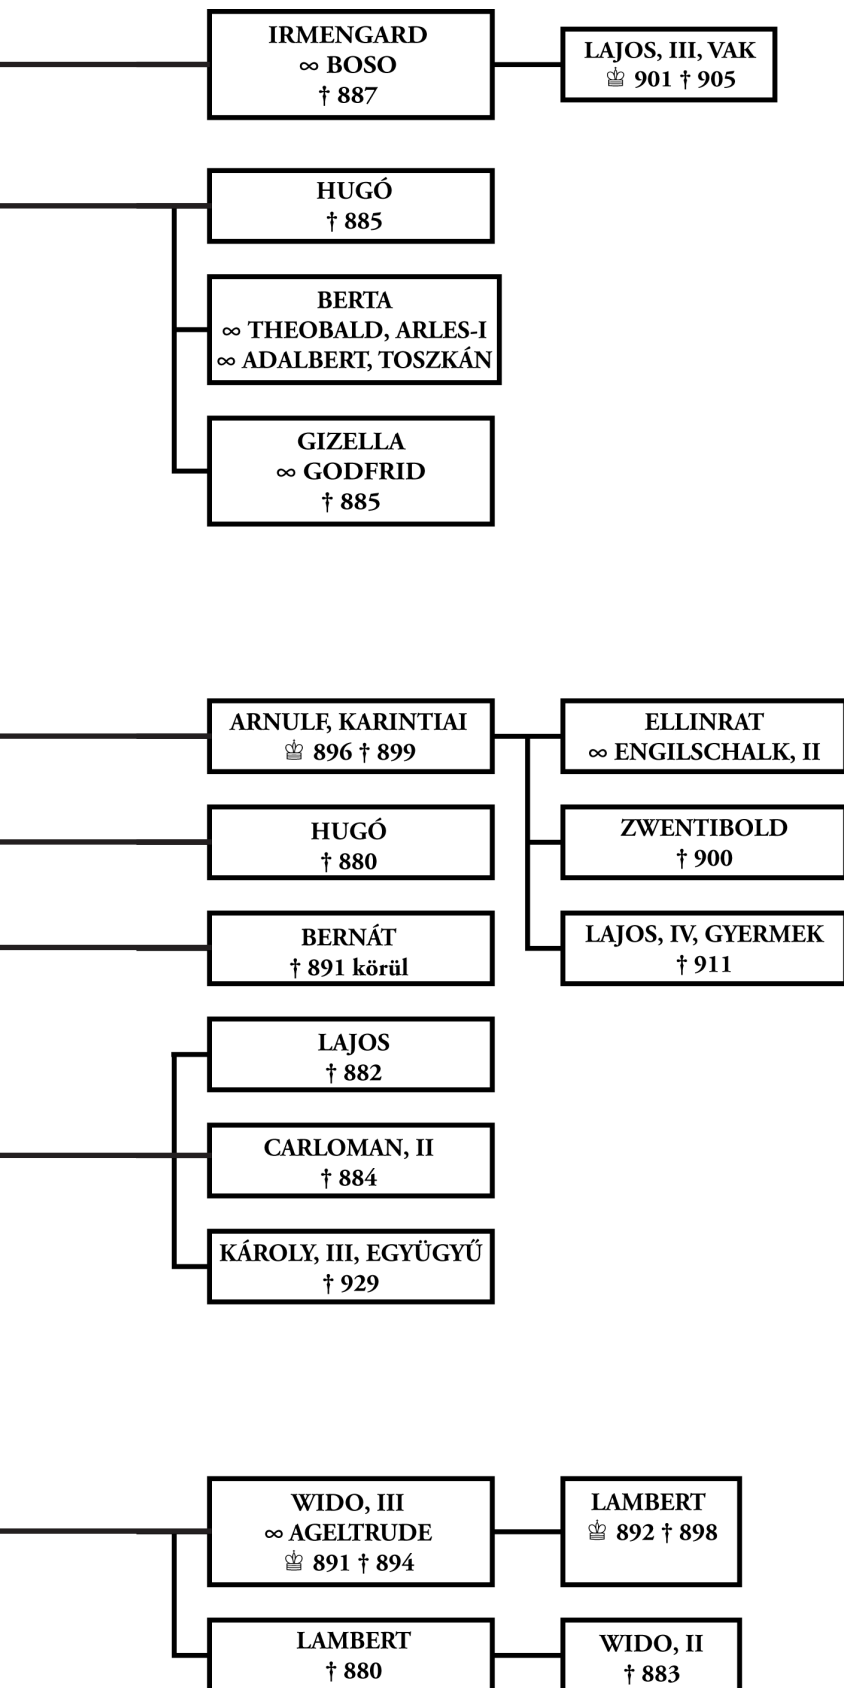 IRMENGARD
∞ BOSO
† 887
LAJOS, III, VAK
♔ 901 † 905
HUGÓ
† 885
BERTA
∞ THEOBALD, ARLES-I
∞ ADALBERT, TOSZKÁN
GIZELLA
∞ GODFRID
† 885
ARNULF, KARINTIAI
♔ 896 † 899
ELLINRAT
∞ ENGILSCHALK, II
HUGÓ
† 880
ZWENTIBOLD
† 900
BERNÁT
† 891 körül
LAJOS, IV, GYERMEK
† 911
LAJOS
† 882
CARLOMAN, II
† 884
KÁROLY, III, EGYÜGYŰ
† 929
WIDO, III
∞ AGELTRUDE
♔ 891 † 894
LAMBERT
♔ 892 † 898
LAMBERT
† 880
WIDO, II
† 883